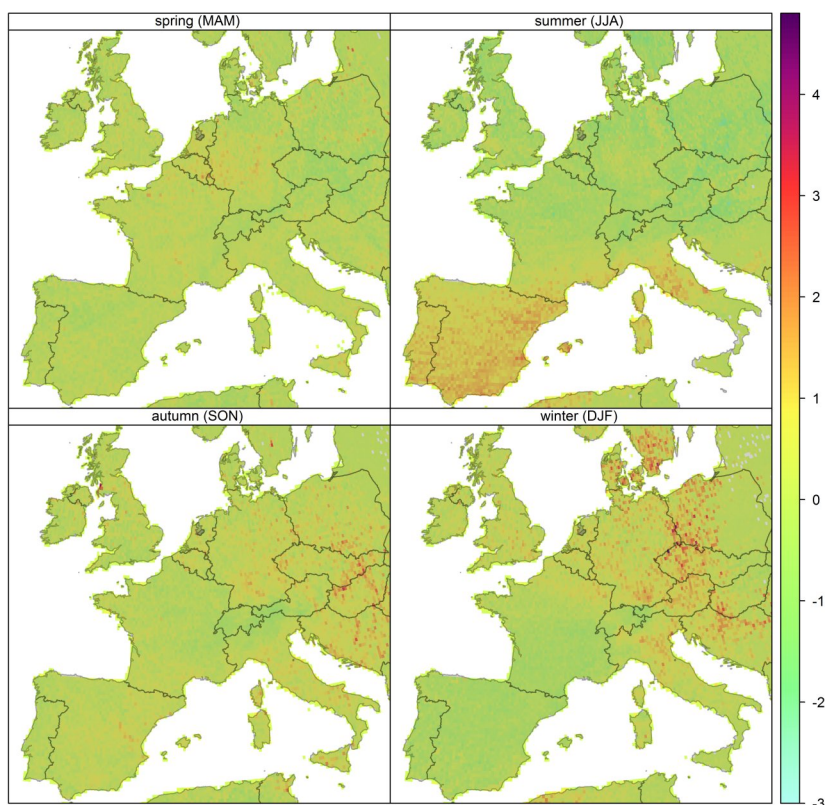 spring (MAM)
summer (JJA)
autumn (SON)
winter (DJF)
4
3
2
1
0
-1
-2
-3